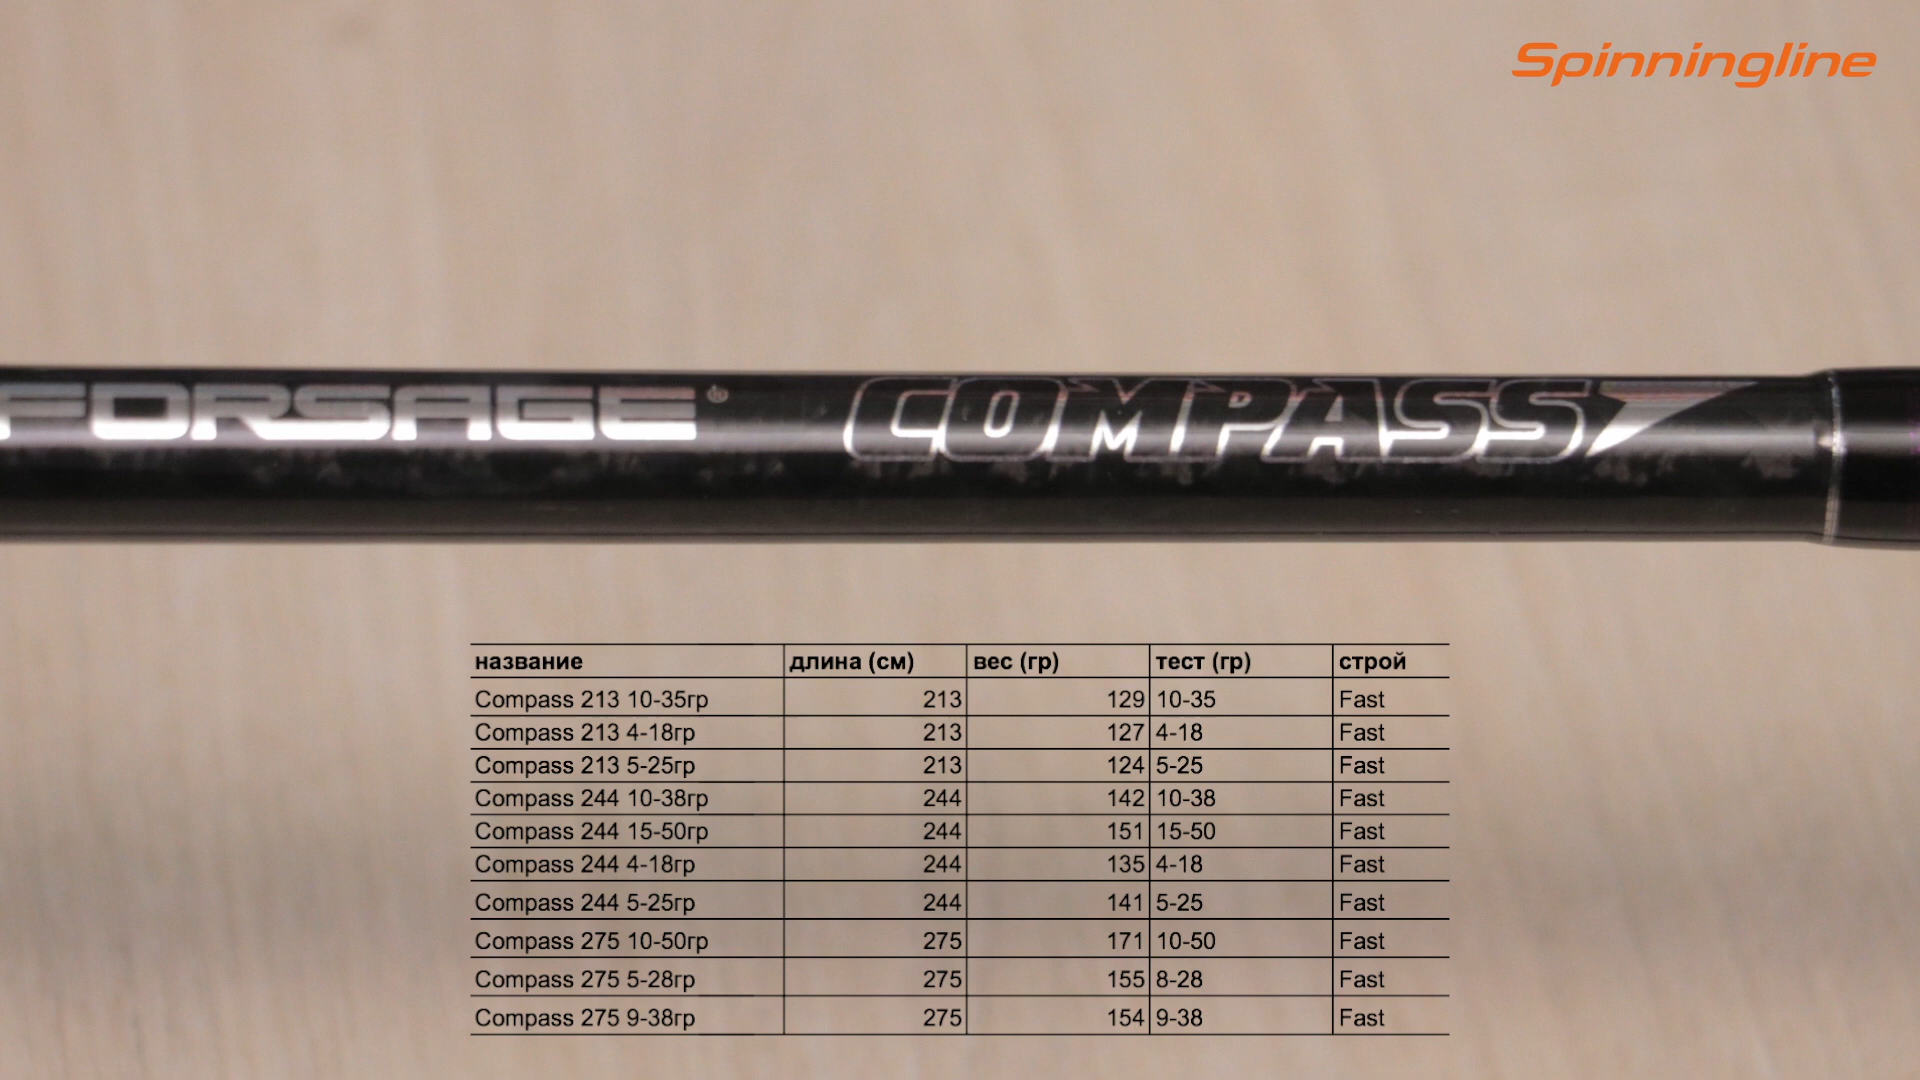 Spinningline
FORSAGE® COMPASS
название длина (см) вес (гр) тест (гр) строй
Compass 213 10-35гр 213 129 10-35 Fast
Compass 213 4-18гр 213 127 4-18 Fast
Compass 213 5-25гр 213 124 5-25 Fast
Compass 244 10-38гр 244 142 10-38 Fast
Compass 244 15-50гр 244 151 15-50 Fast
Compass 244 4-18гр 244 135 4-18 Fast
Compass 244 5-25гр 244 141 5-25 Fast
Compass 275 10-50гр 275 171 10-50 Fast
Compass 275 5-28гр 275 155 8-28 Fast
Compass 275 9-38гр 275 154 9-38 Fast